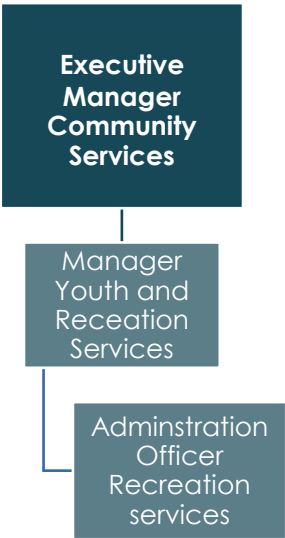 Executive
Manager
Community
Services
Manager
Youth and
Receation
Services
Adminstration
Officer
Recreation
services